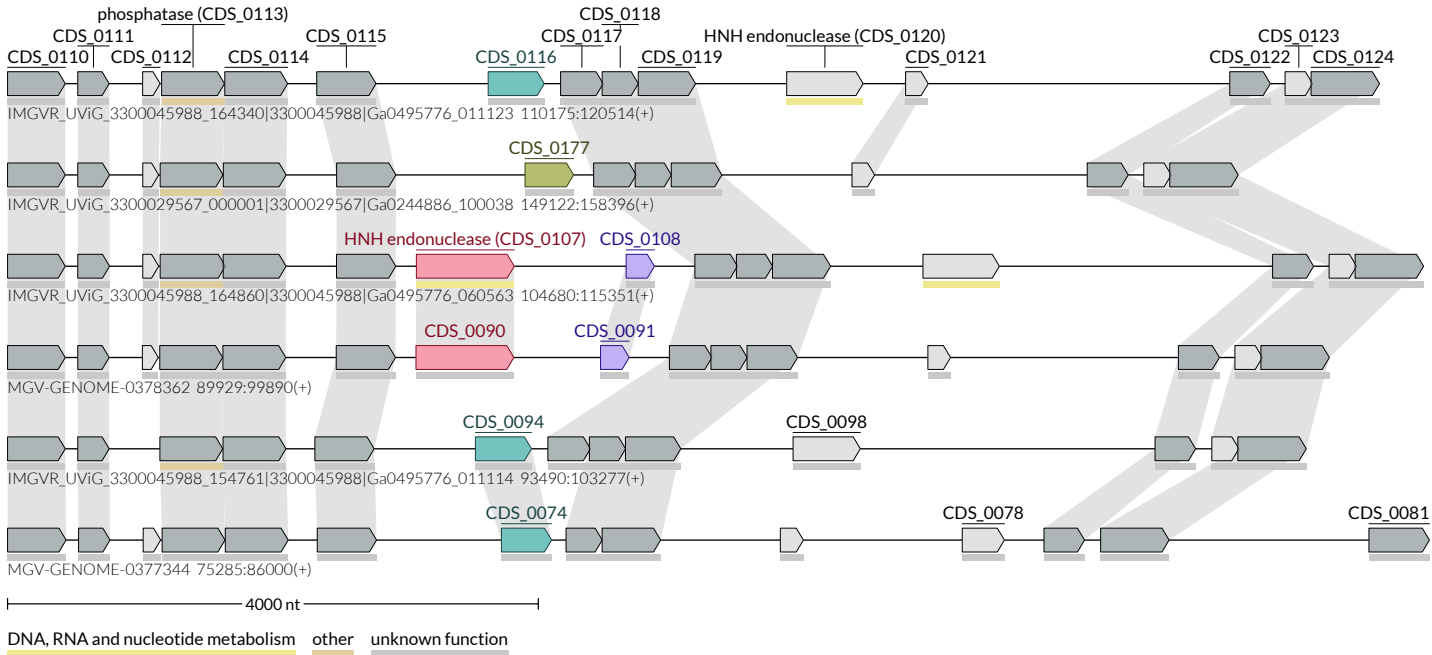 phosphatase (CDS_0113) CDS_0118
CDS_0111 CDS_0115 CDS_0117 HNH endonuclease (CDS_0120) CDS_0123
CDS_0110 CDS_0112 CDS_0114 CDS_0116 CDS_0119 CDS_0121 CDS_0122 CDS_0124
IMGVR_UViG_3300045988_164340|3300045988|Ga0495776_011123 110175:120514(+)
CDS_0177
IMGVR_UViG_3300029567_000001|3300029567|Ga0244886_100038 149122:158396(+)
HNH endonuclease (CDS_0107) CDS_0108
IMGVR_UViG_3300045988_164860|3300045988|Ga0495776_060563 104680:115351(+)
CDS_0090 CDS_0091
MGV-GENOME-0378362 89929:99890(+)
CDS_0094 CDS_0098
IMGVR_UViG_3300045988_154761|3300045988|Ga0495776_011114 93490:103277(+)
CDS_0074 CDS_0078 CDS_0081
MGV-GENOME-0377344 75285:86000(+)
4000 nt
DNA, RNA and nucleotide metabolism other unknown function